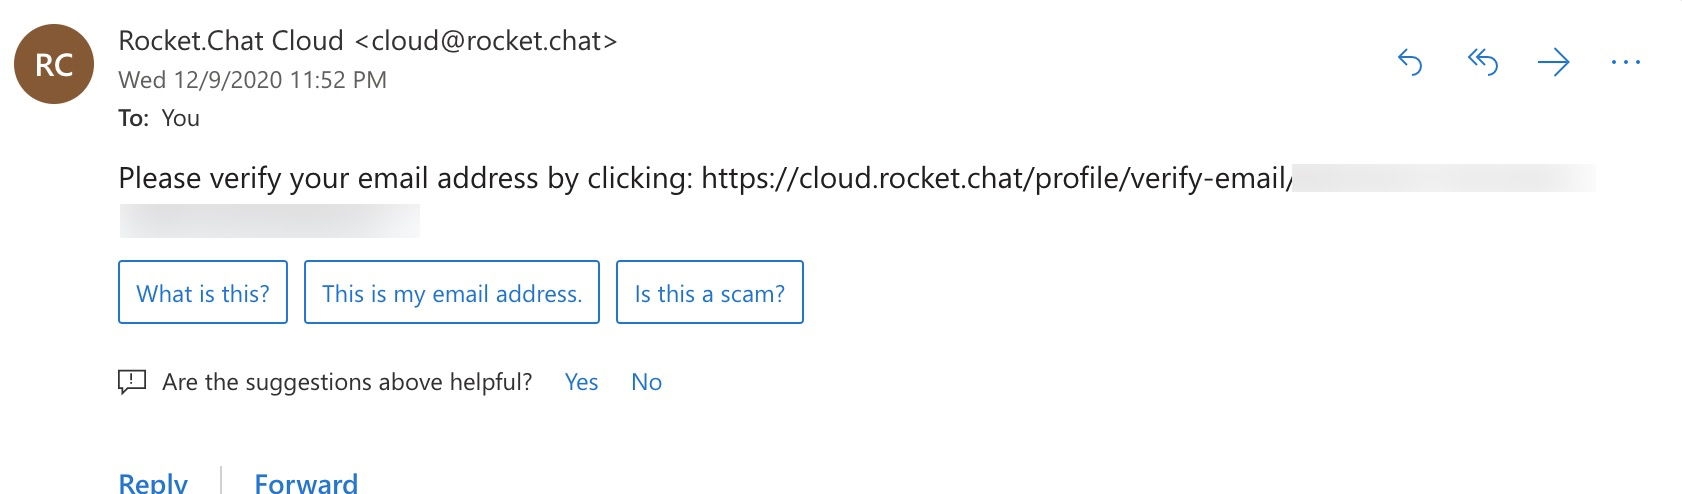 RC
Rocket.Chat Cloud <cloud@rocket.chat>
Wed 12/9/2020 11:52 PM
To: You
Please verify your email address by clicking: https://cloud.rocket.chat/profile/verify-email/
What is this? This is my email address. Is this a scam?
Are the suggestions above helpful? Yes No
Reply Forward